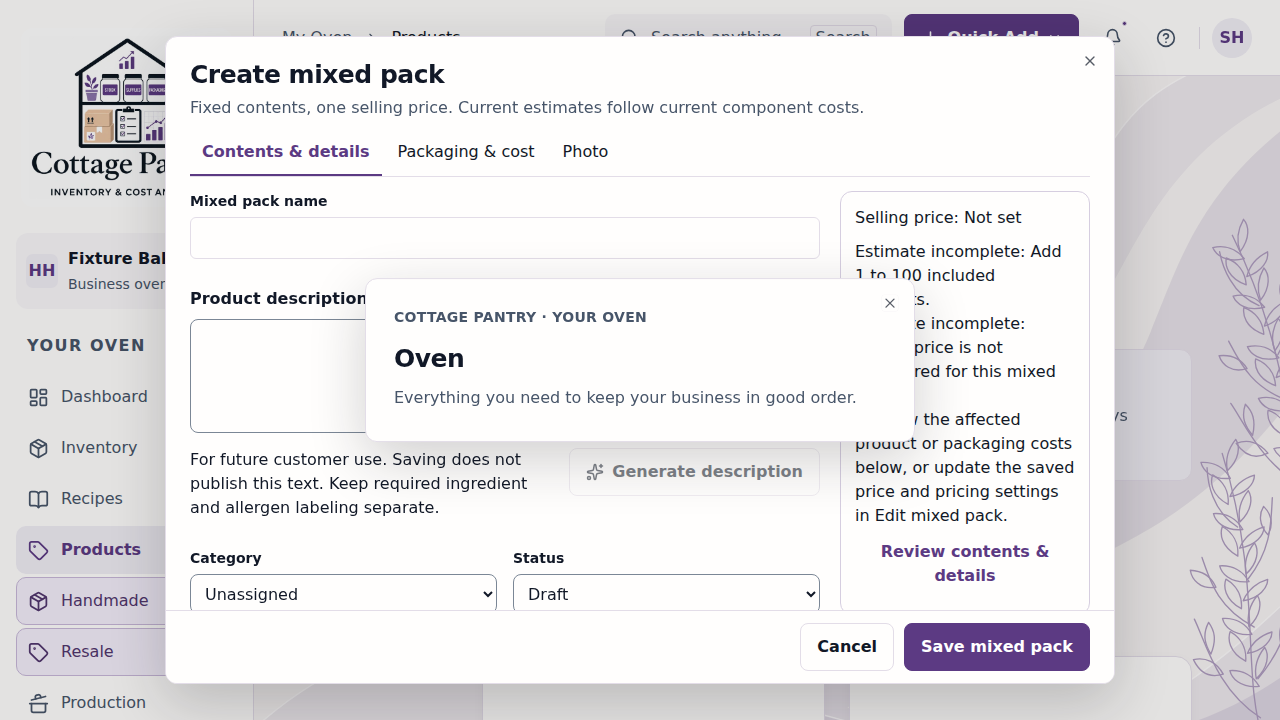 My Oven > Products
Search anything Search
Quick Add
SH
Cottage Pa
INVENTORY & COST AN
HH
Fixture Bak
Business over
YOUR OVEN
Dashboard
Inventory
Recipes
Products
Handmade
Resale
Production
Create mixed pack
Fixed contents, one selling price. Current estimates follow current component costs.
Contents & details
Packaging & cost
Photo
Mixed pack name
Product description
For future customer use. Saving does not
publish this text. Keep required ingredient
and allergen labeling separate.
Generate description
Category
Unassigned
Status
Draft
COTTAGE PANTRY · YOUR OVEN
Oven
Everything you need to keep your business in good order.
Selling price: Not set
Estimate incomplete: Add
1 to 100 included
ts.
te incomplete:
price is not
red for this mixed
w the affected
product or packaging costs
below, or update the saved
price and pricing settings
in Edit mixed pack.
Review contents &
details
Cancel
Save mixed pack
ys